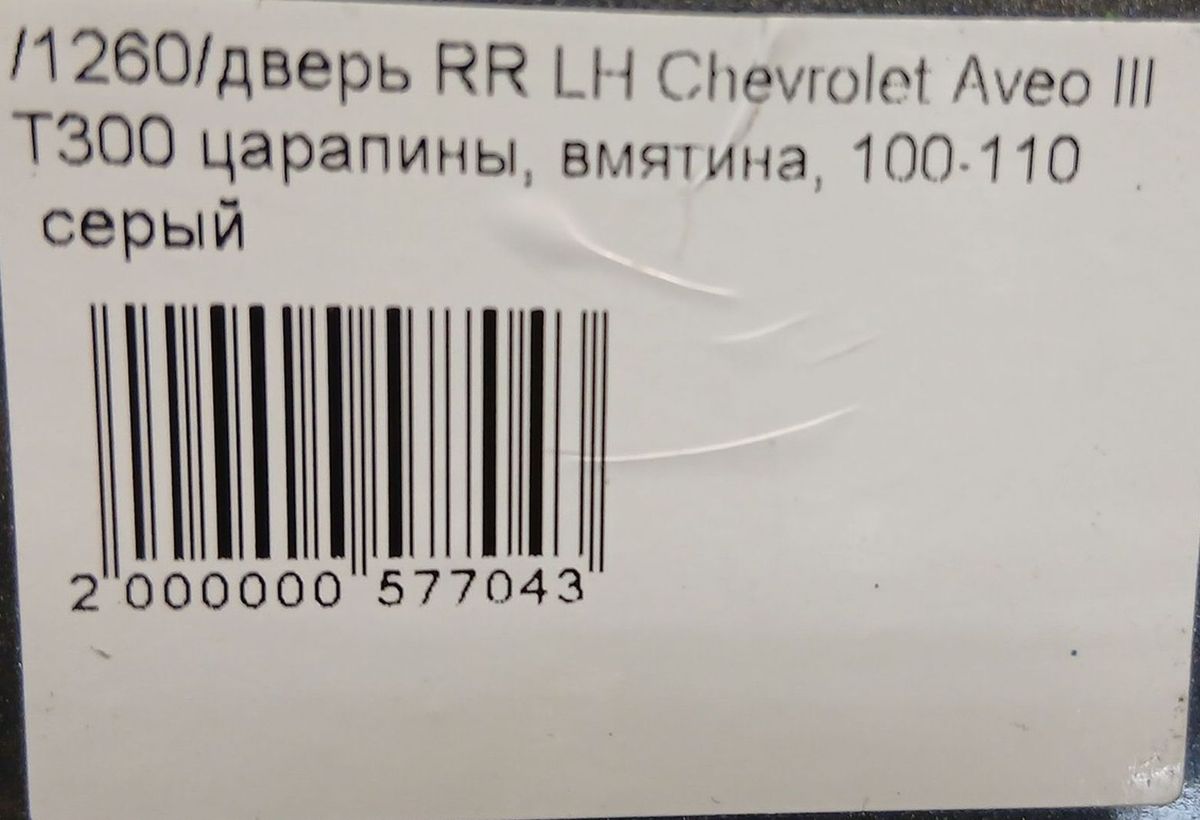 /1260/дверь RR LH Chevrolet Aveo III
T300 царапины, вмятина, 100-110
серый
2 000000 577043